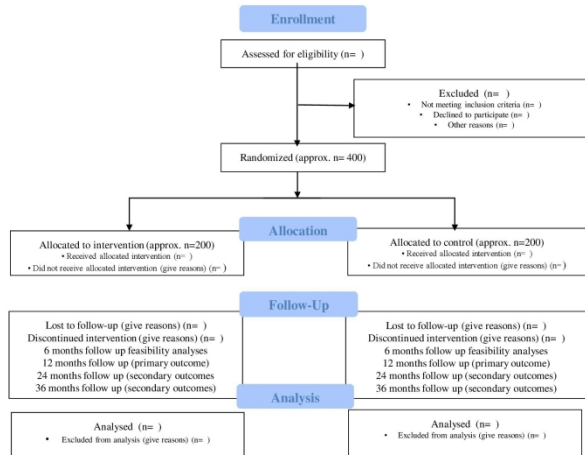 Enrollment
Assessed for eligibility (n= )
Excluded (n= )
• Not meeting inclusion criteria (n= )
• Declined to participate (n= )
• Other reasons (n= )
Randomized (approx. n= 400)
Allocation
Allocated to intervention (approx. n=200)
• Received allocated intervention (n= )
• Did not receive allocated intervention (give reasons) (n= )
Allocated to control (approx. n=200)
• Received allocated intervention (n= )
• Did not receive allocated intervention (give reasons) (n= )
Follow-Up
Lost to follow-up (give reasons) (n= )
Discontinued intervention (give reasons) (n= )
6 months follow up feasibility analyses
12 months follow up (primary outcome)
24 months follow up (secondary outcomes)
36 months follow up (secondary outcomes)
Lost to follow-up (give reasons) (n= )
Discontinued intervention (give reasons) (n= )
6 months follow up feasibility analyses
12 months follow up (primary outcome)
24 months follow up (secondary outcomes)
36 months follow up (secondary outcomes)
Analysis
Analysed (n= )
• Excluded from analysis (give reasons) (n= )
Analysed (n= )
• Excluded from analysis (give reasons) (n= )